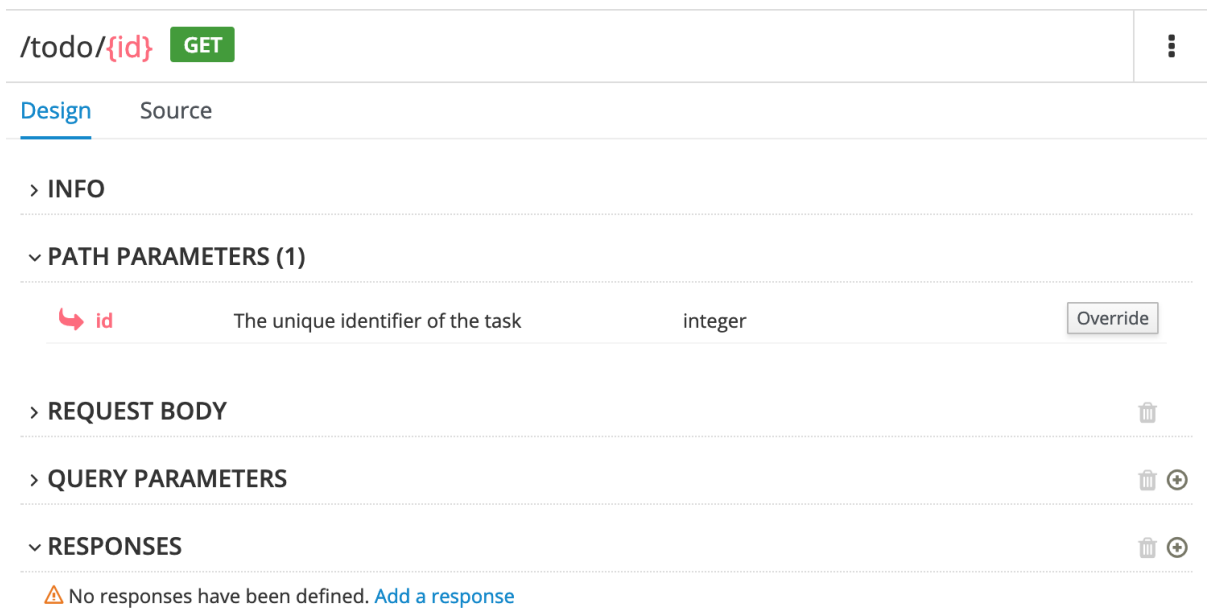 /todo/{id} GET
Design Source
INFO
PATH PARAMETERS (1)
id The unique identifier of the task integer Override
REQUEST BODY
QUERY PARAMETERS
RESPONSES
No responses have been defined. Add a response